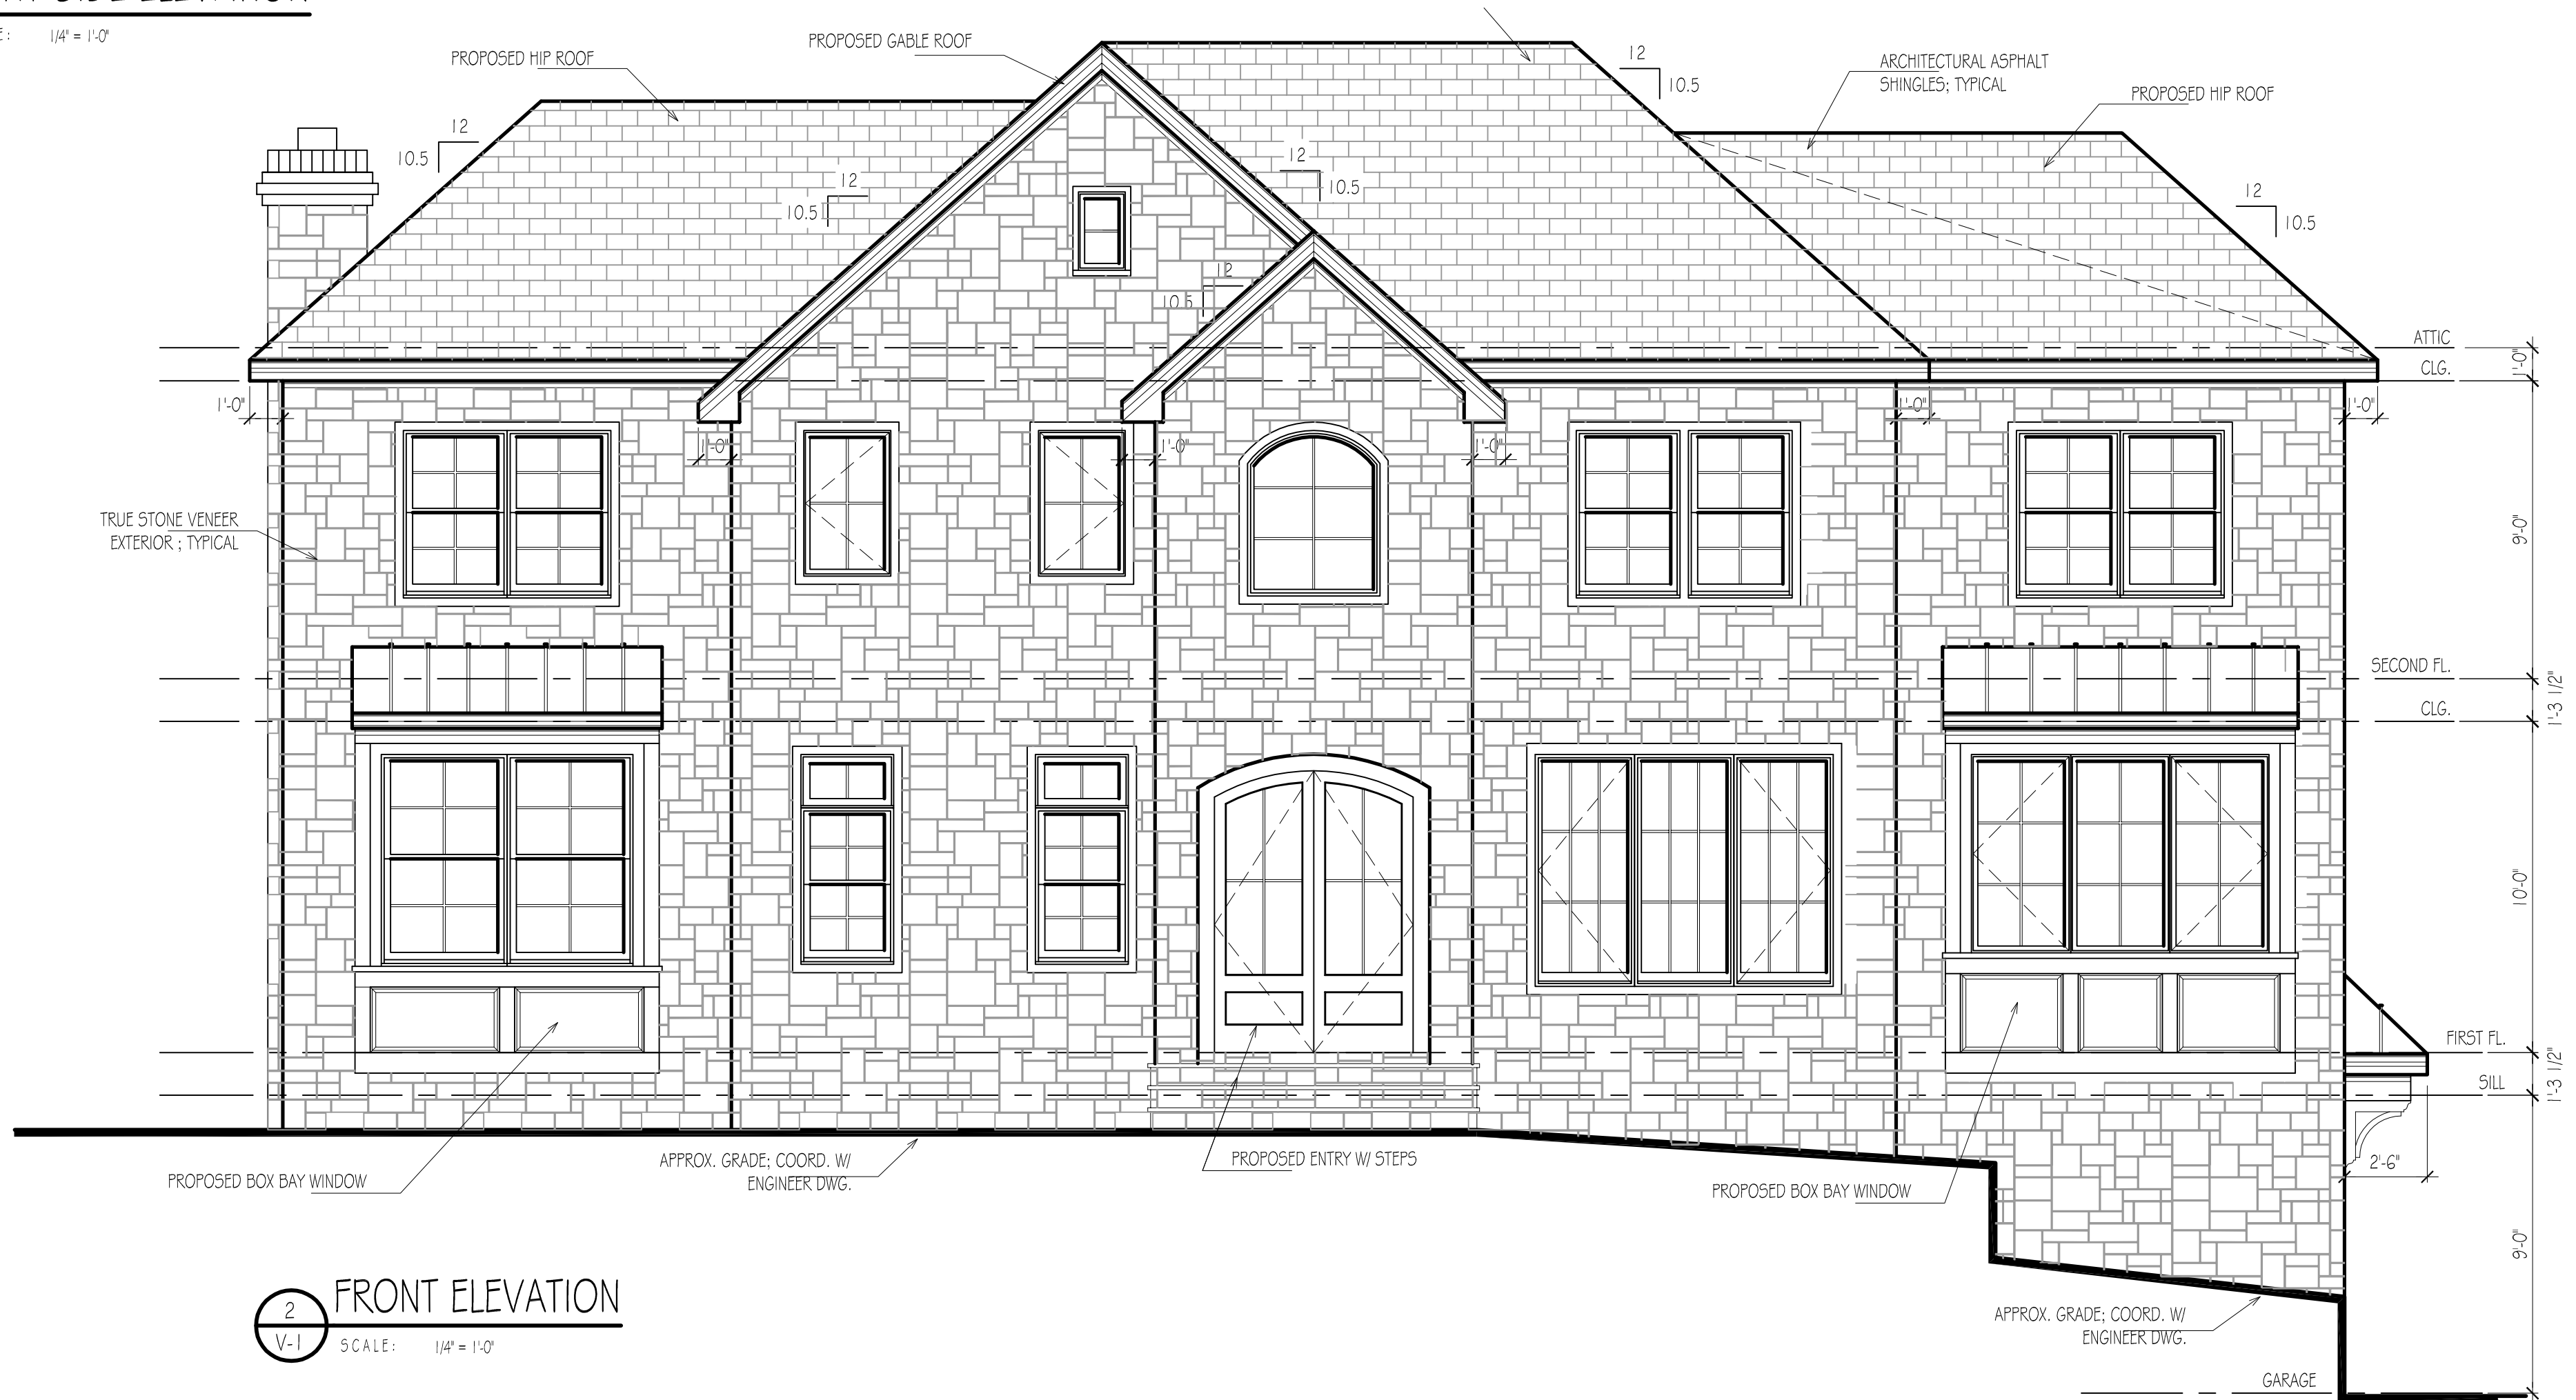 1/4" = 1'-0"
PROPOSED HIP ROOF
PROPOSED GABLE ROOF
12
10.5
ARCHITECTURAL ASPHALT
SHINGLES; TYPICAL
PROPOSED HIP ROOF
12
10.5
12
10.5
12
10.5
12
10.5
12
10.5
ATTIC
CLG.
1'-0"
1'-0"
1'-0"
1'-0"
1'-0"
1'-0"
1'-0"
TRUE STONE VENEER
EXTERIOR ; TYPICAL
9'-0"
SECOND FL.
1'-3 1/2"
CLG.
10'-0"
FIRST FL.
1'-3 1/2"
SILL
2'-6"
PROPOSED BOX BAY WINDOW
APPROX. GRADE; COORD. W/
ENGINEER DWG.
PROPOSED ENTRY W/ STEPS
PROPOSED BOX BAY WINDOW
9'-0"
2
V-1
FRONT ELEVATION
SCALE: 1/4" = 1'-0"
APPROX. GRADE; COORD. W/
ENGINEER DWG.
GARAGE